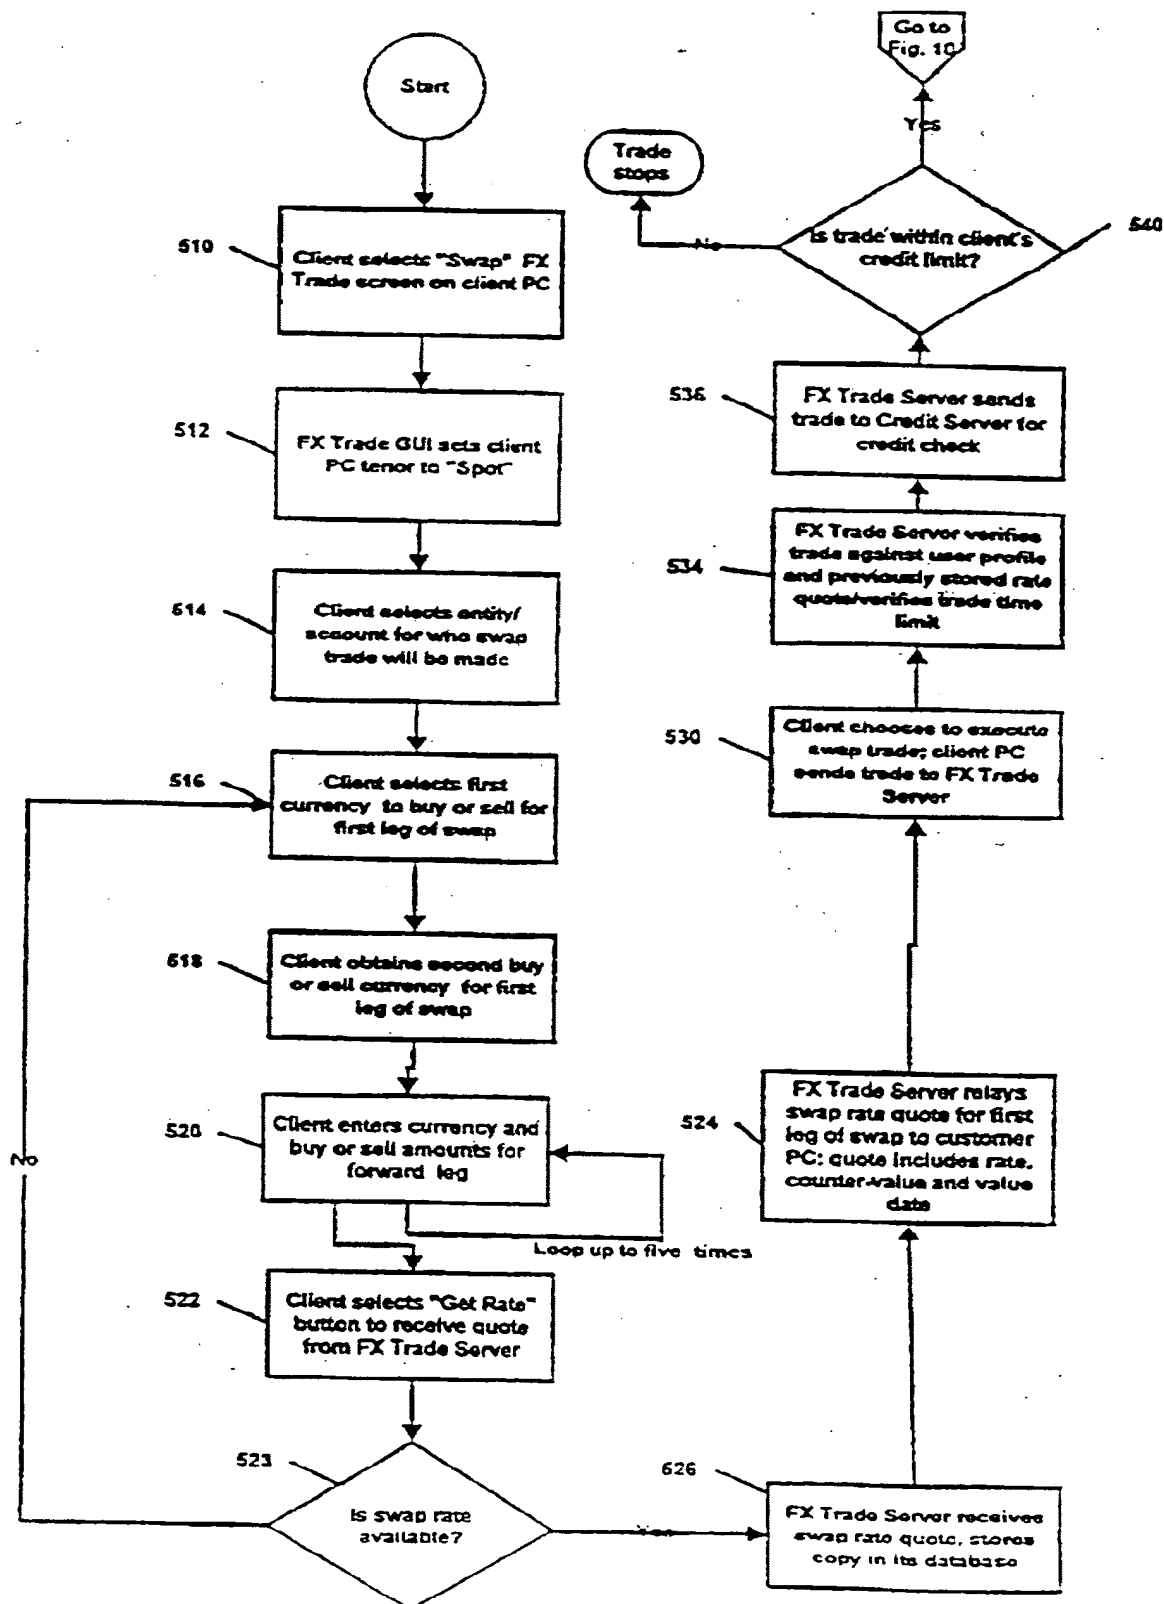 Start
510
Client selects "Swap" FX
Trade screen on client PC
512
FX Trade GUI sets client
PC tenor to "Spot"
514
Client selects entity/
account for who swap
trade will be made
516
Client selects first
currency to buy or sell for
first leg of swap
518
Client obtains second buy
or sell currency for first
leg of swap
520
Client enters currency and
buy or sell amounts for
forward leg
Loop up to five times
522
Client selects "Get Rate"
button to receive quote
from FX Trade Server
523
Is swap rate
available?
No
Yes
526
FX Trade Server receives
swap rate quote, stores
copy in its database
524
FX Trade Server relays
swap rate quote for first
leg of swap to customer
PC; quote includes rate,
counter-value and value
date
530
Client chooses to execute
swap trade; client PC
sends trade to FX Trade
Server
534
FX Trade Server verifies
trade against user profile
and previously stored rate
quote/verifies trade time
limit
536
FX Trade Server sends
trade to Credit Server for
credit check
540
Is trade within client's
credit limit?
No
Trade
stops
Yes
Go to
Fig. 10